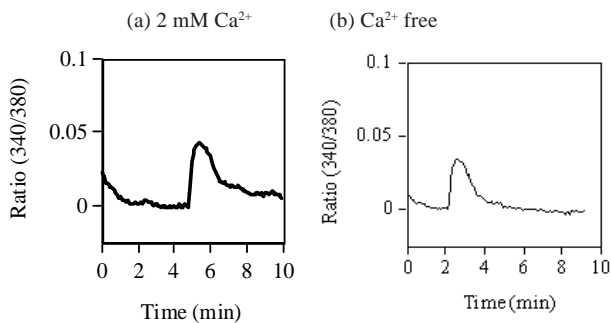 (a) 2 mM Ca²⁺
(b) Ca²⁺ free
Ratio (340/380)
0.1
0.05
0
0 2 4 6 8 10
Time (min)
Ratio (340/380)
0.1
0.05
0
0 2 4 6 8 10
Time (min)